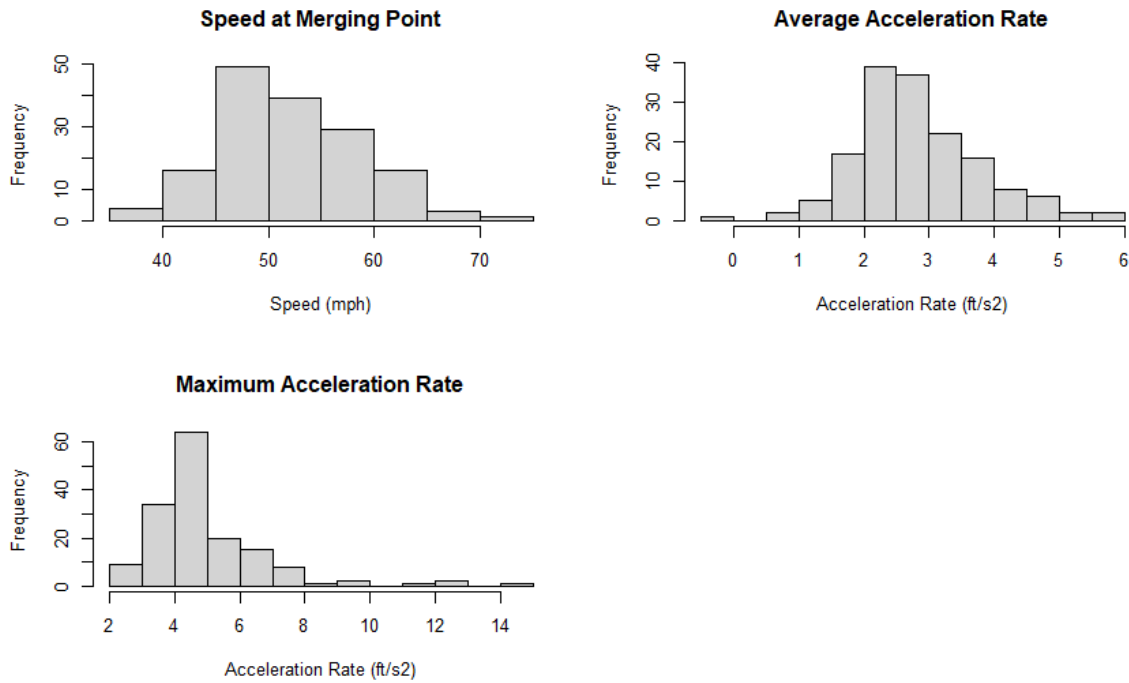 Speed at Merging Point
Frequency
50
30
10
0
40 50 60 70
Speed (mph)
Average Acceleration Rate
Frequency
40
30
20
10
0
0 1 2 3 4 5 6
Acceleration Rate (ft/s2)
Maximum Acceleration Rate
Frequency
60
40
20
0
2 4 6 8 10 12 14
Acceleration Rate (ft/s2)